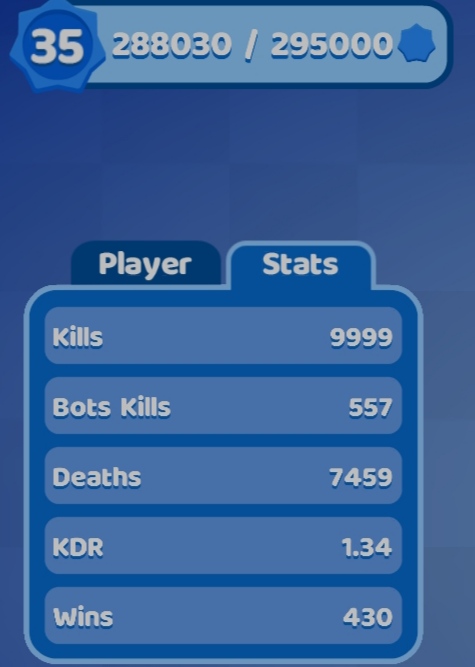 35 288030 / 295000
Player Stats
Kills 9999
Bots Kills 557
Deaths 7459
KDR 1.34
Wins 430